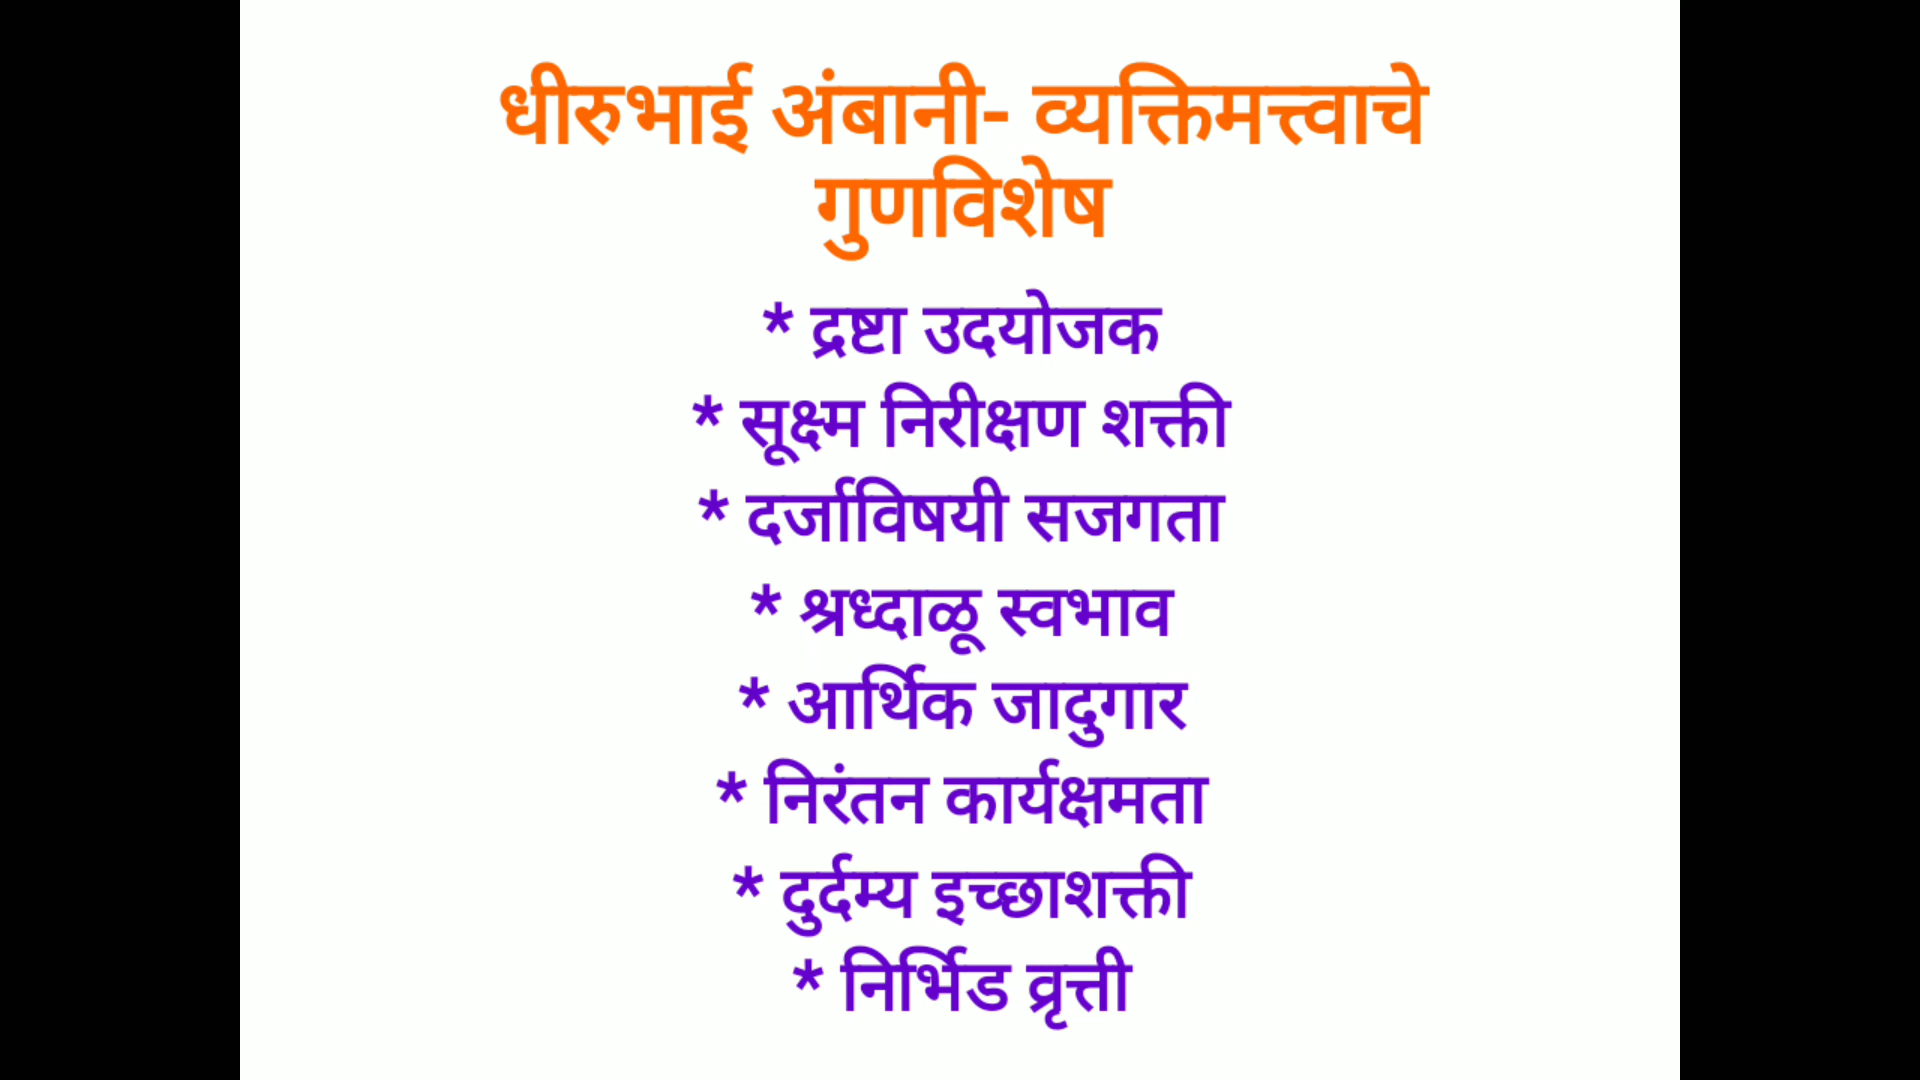 धीरुभाई अंबानी- व्यक्तिमत्त्वाचे
गुणविशेष
* द्रष्टा उदयोजक
* सूक्ष्म निरीक्षण शक्ती
* दर्जाविषयी सजगता
* श्रध्दाळू स्वभाव
* आर्थिक जादुगार
* निरंतन कार्यक्षमता
* दुर्दम्य इच्छाशक्ती
* निर्भिड व्रृत्ती